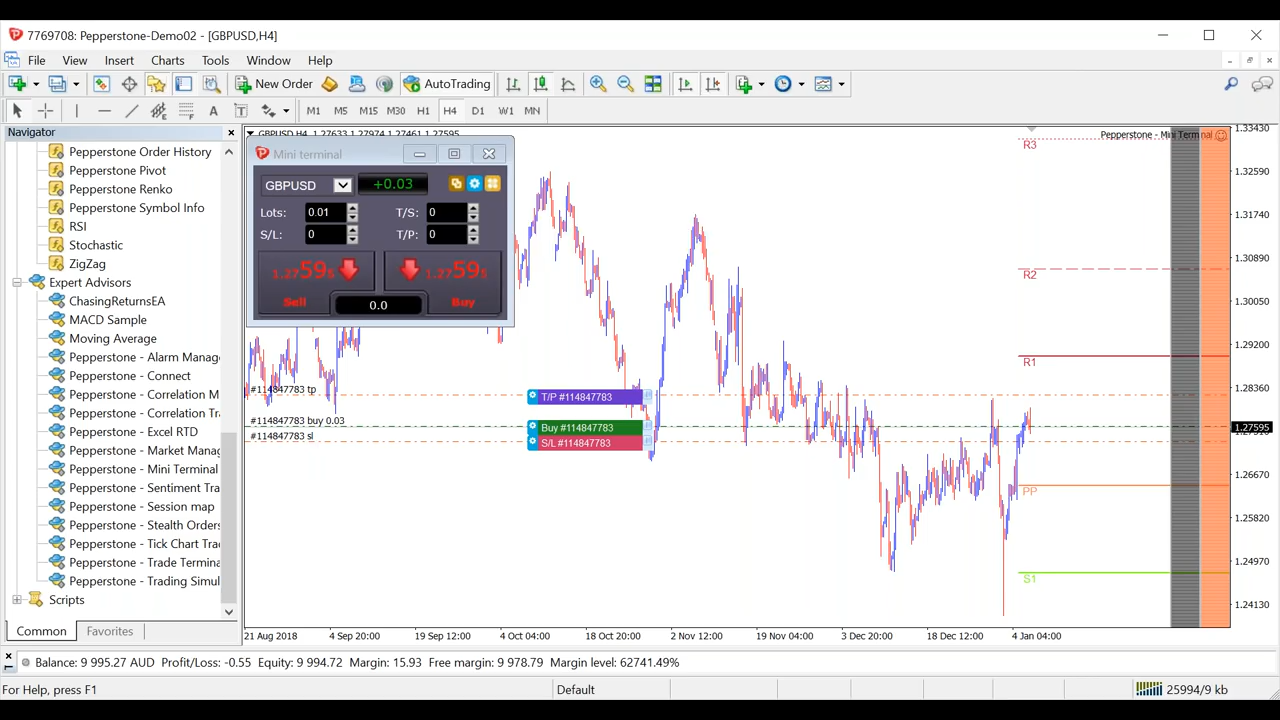 7769708: Pepperstone-Demo02 - [GBPUSD,H4]
File View Insert Charts Tools Window Help
New Order AutoTrading
A T M1 M5 M15 M30 H1 H4 D1 W1 MN
Navigator
Pepperstone Order History
Pepperstone Pivot
Pepperstone Renko
Pepperstone Symbol Info
RSI
Stochastic
ZigZag
Expert Advisors
ChasingReturnsEA
MACD Sample
Moving Average
Pepperstone - Alarm Manag
Pepperstone - Connect
Pepperstone - Correlation M
Pepperstone - Correlation Tr
Pepperstone - Excel RTD
Pepperstone - Market Manag
Pepperstone - Mini Terminal
Pepperstone - Sentiment Tra
Pepperstone - Session map
Pepperstone - Stealth Orders
Pepperstone - Tick Chart Tra
Pepperstone - Trade Termina
Pepperstone - Trading Simul
Scripts
Common Favorites
GBPUSD,H4 1.27633 1.27974 1.27461 1.27595
Pepperstone - Mini Terminal
Mini terminal
GBPUSD +0.03
Lots: 0.01 T/S: 0
S/L: 0 T/P: 0
1.27595 1.27595
Sell 0.0 Buy
#114847783 tp
#114847783 buy 0.03
#114847783 sl
T/P #114847783
Buy #114847783
S/L #114847783
R3
R2
R1
PP
S1
1.33430
1.32590
1.31740
1.30890
1.30050
1.29200
1.28360
1.27595
1.26670
1.25820
1.24970
1.24130
21 Aug 2018 4 Sep 20:00 19 Sep 12:00 4 Oct 04:00 18 Oct 20:00 2 Nov 12:00 19 Nov 04:00 3 Dec 20:00 18 Dec 12:00 4 Jan 04:00
Balance: 9 995.27 AUD Profit/Loss: -0.55 Equity: 9 994.72 Margin: 15.93 Free margin: 9 978.79 Margin level: 62741.49%
For Help, press F1 Default 25994/9 kb